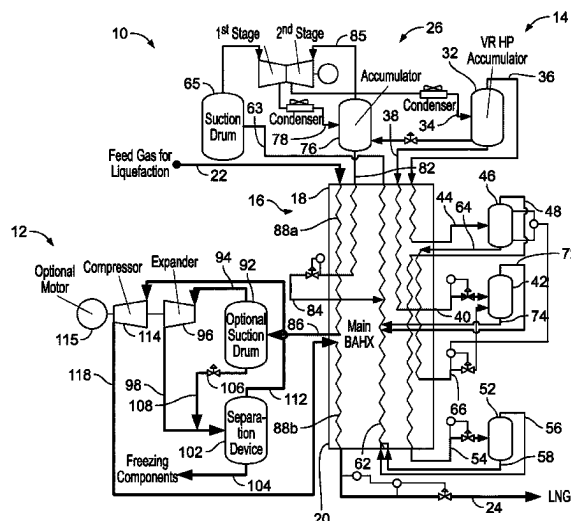 10
1st Stage
2nd Stage
85
26
14
65
63
32
VR HP
Accumulator
36
Suction
Drum
Condenser
78
Accumulator
76
Condenser
38
34
Feed Gas for
Liquefaction
22
82
16
18
44
46
64
48
88a
12
94
92
Compressor
Expander
Optional
Motor
72
42
84
86
40
74
115
114
96
Optional
Suction
Drum
Main
BAHX
118
98
108
106
112
66
52
56
Separa-
tion
Device
102
88b
62
54
58
Freezing
Components
104
20
24
LNG